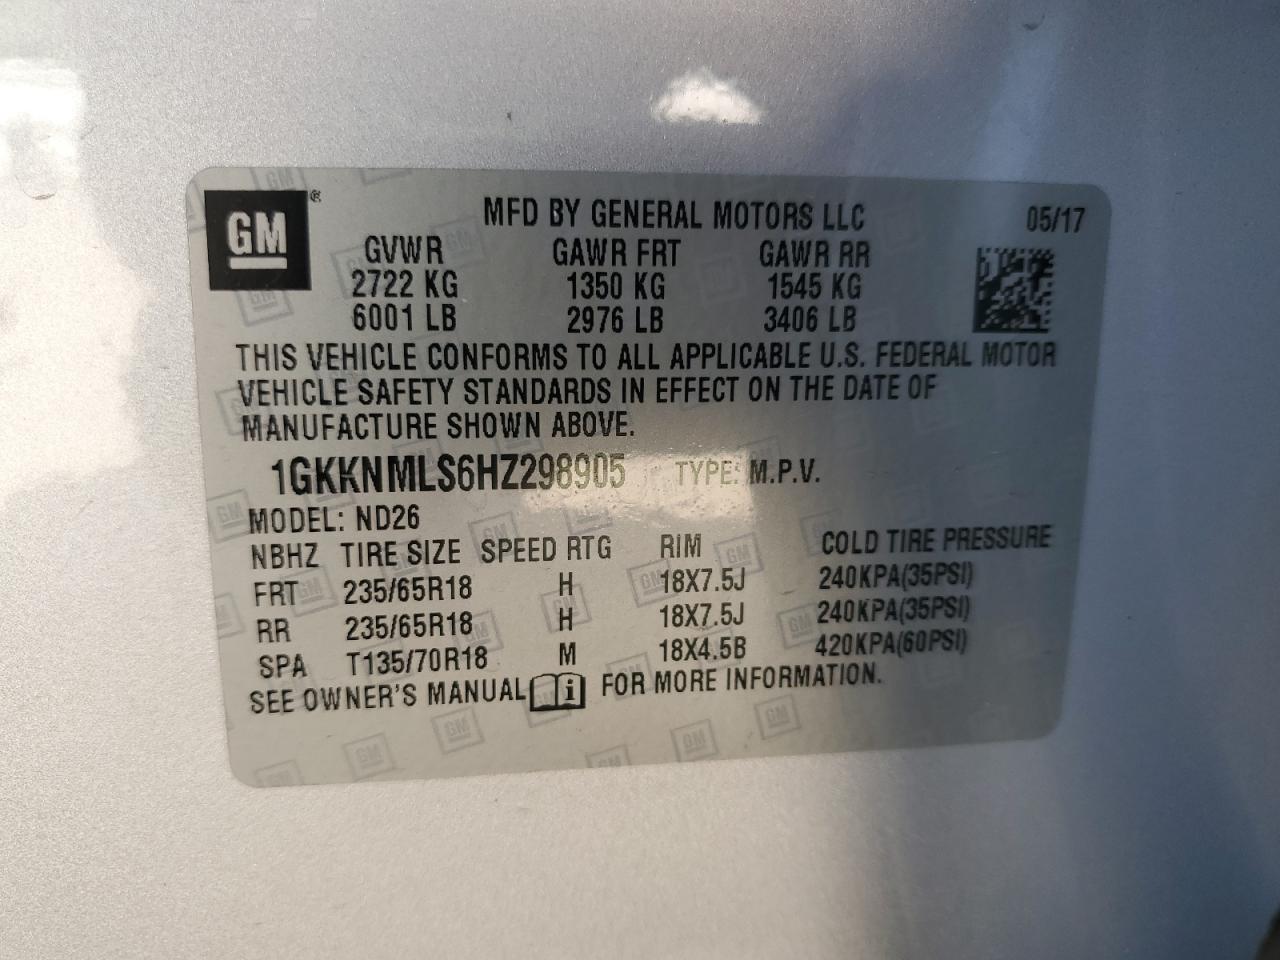 GM ®
MFD BY GENERAL MOTORS LLC 05/17
GVWR GAWR FRT GAWR RR
2722 KG 1350 KG 1545 KG
6001 LB 2976 LB 3406 LB
THIS VEHICLE CONFORMS TO ALL APPLICABLE U.S. FEDERAL MOTOR
VEHICLE SAFETY STANDARDS IN EFFECT ON THE DATE OF
MANUFACTURE SHOWN ABOVE.
1GKKNMLS6HZ298905 TYPE: M.P.V.
MODEL: ND26
NBHZ TIRE SIZE SPEED RTG RIM COLD TIRE PRESSURE
FRT 235/65R18 H 18X7.5J 240KPA(35PSI)
RR 235/65R18 H 18X7.5J 240KPA(35PSI)
SPA T135/70R18 M 18X4.5B 420KPA(60PSI)
SEE OWNER'S MANUAL i FOR MORE INFORMATION.